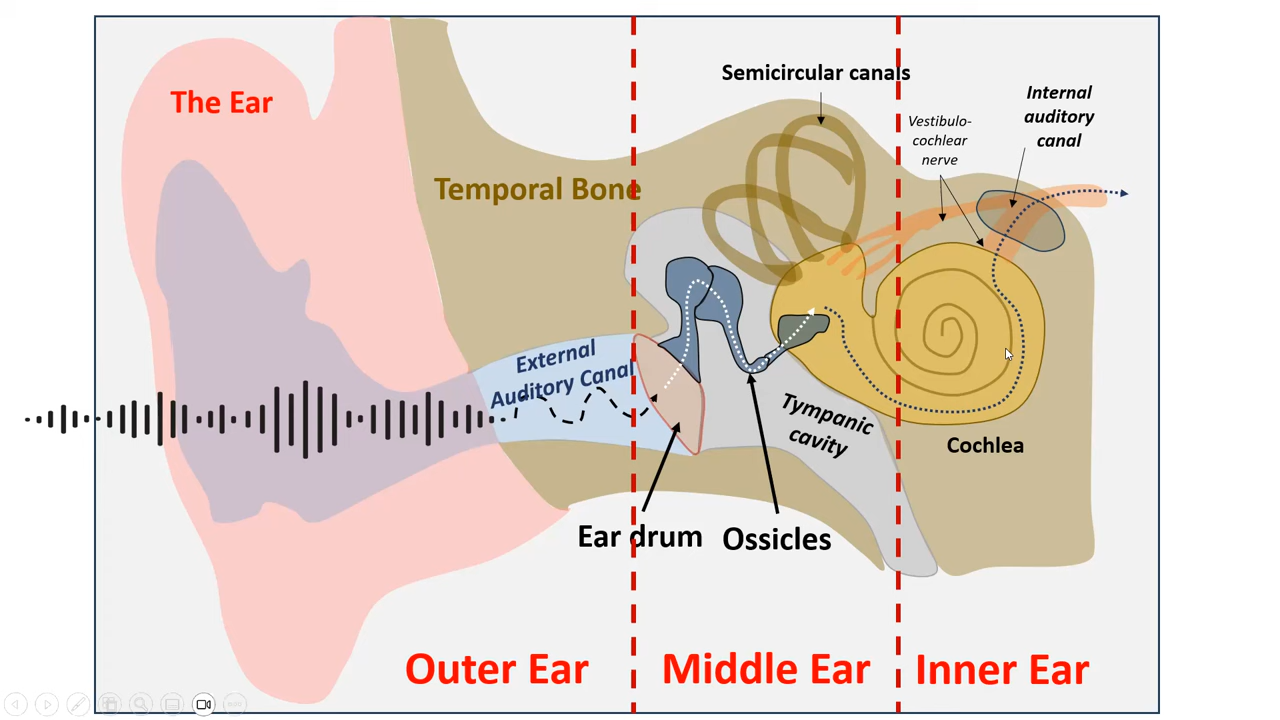 The Ear
Temporal Bone
Semicircular canals
Vestibulo-
cochlear
nerve
Internal
auditory
canal
External
Auditory Canal
Tympanic
cavity
Cochlea
Ear drum
Ossicles
Outer Ear
Middle Ear
Inner Ear